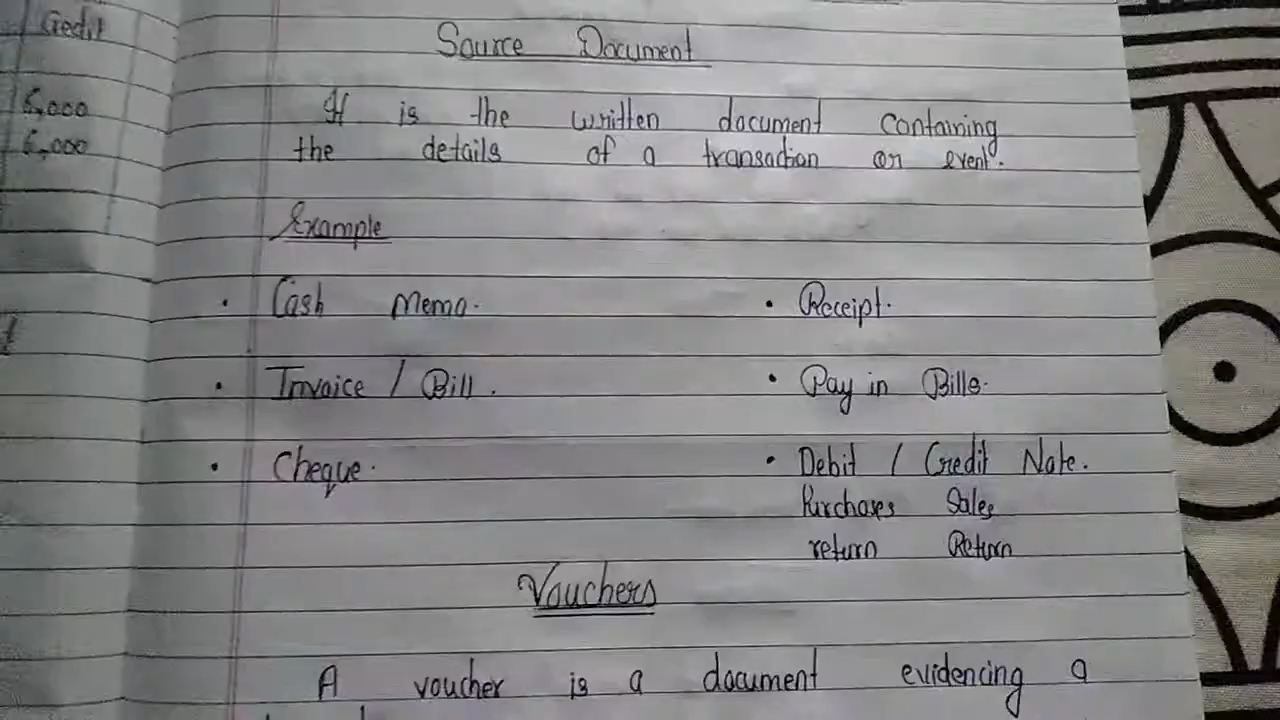 Credit
6,000
6,000
Source Document
It is the written document containing
the details of a transaction or event.
Example
• Cash Memo.
• Receipt.
• Invoice / Bill.
• Pay in Bills.
• Cheque.
• Debit / Credit Note.
Purchases Sales
return Return
Vouchers
A voucher is a document evidencing a